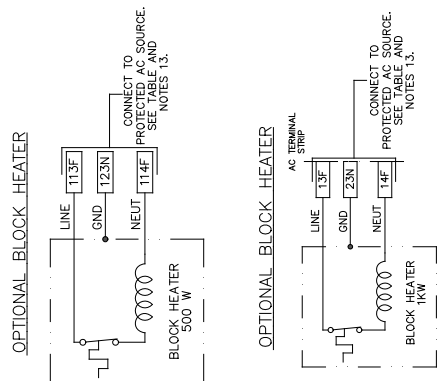 OPTIONAL BLOCK HEATER
LINE
113F
GND
123N
NEUT
114F
CONNECT TO
PROTECTED AC SOURCE.
SEE TABLE AND
NOTES 13.
BLOCK HEATER
500 W
OPTIONAL BLOCK HEATER
AC TERMINAL
STRIP
LINE
13F
GND
23N
NEUT
14F
CONNECT TO
PROTECTED AC SOURCE.
SEE TABLE AND
NOTES 13.
BLOCK HEATER
1KW